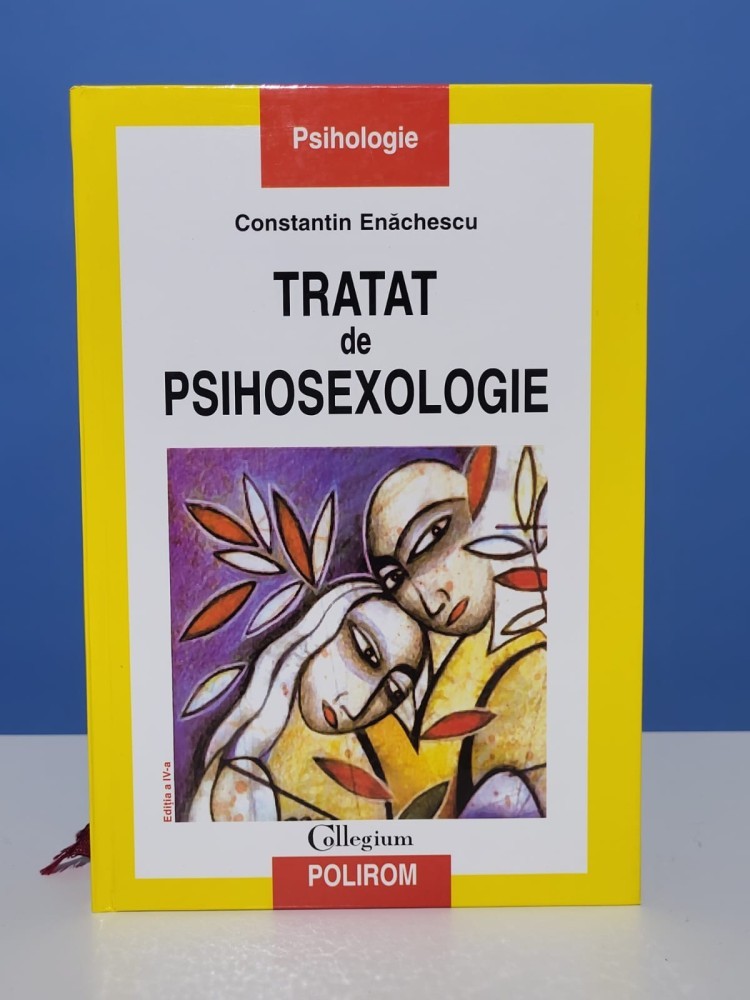 Psihologie
Constantin Enăchescu
TRATAT
de
PSIHOSEXOLOGIE
Ediția a IV-a
Collegium
POLIROM